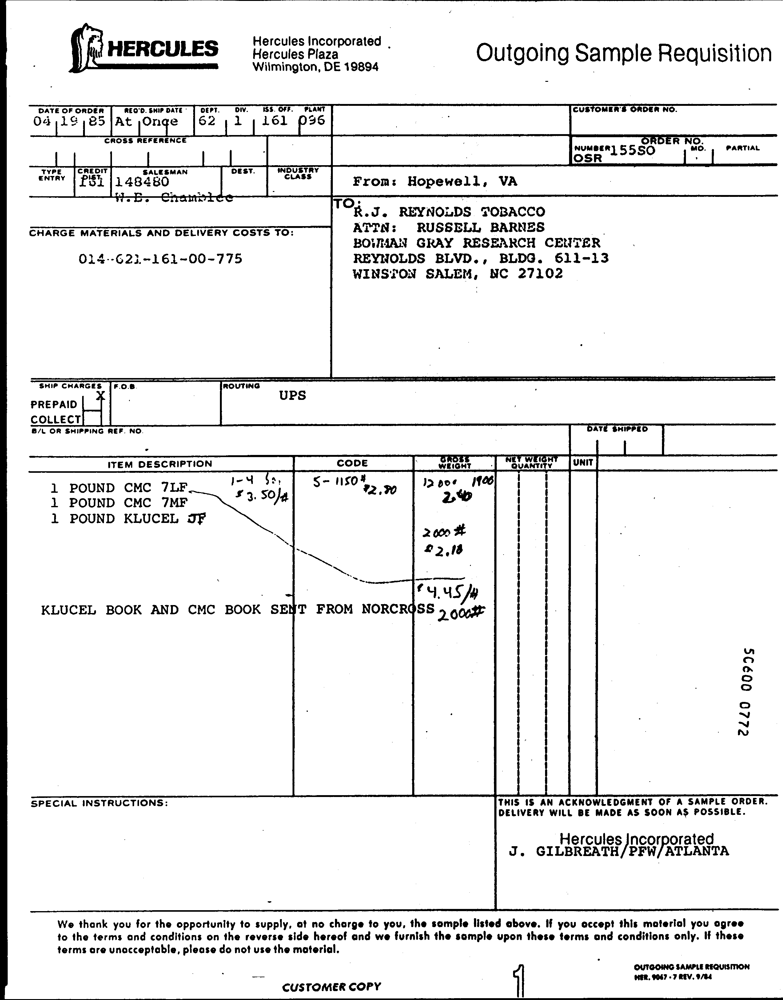 HERCULES
Hercules Incorporated
Hercules Plaza
Wilmington, DE 19894
Outgoing Sample Requisition
DATE OF ORDER REQ'D. SHIP DATE DEPT. DIV. ISS. OFF. PLANT
04 19 85 At Once 62 1 161 096
CUSTOMER'S ORDER NO.
CROSS REFERENCE
ORDER NO.
NUMBER 155SO MO. PARTIAL
OSR
TYPE ENTRY CREDIT DIST. SALESMAN DEST. INDUSTRY CLASS
148480
W.E. Chamblee
From: Hopewell, VA
TO:
R.J. REYNOLDS TOBACCO
ATTN: RUSSELL BARNES
BOWMAN GRAY RESEARCH CENTER
REYNOLDS BLVD., BLDG. 611-13
WINSTON SALEM, NC 27102
CHARGE MATERIALS AND DELIVERY COSTS TO:
014-621-161-00-775
SHIP CHARGES F.O.B. ROUTING
PREPAID X
UPS
COLLECT
B/L OR SHIPPING REF. NO.
DATE SHIPPED
ITEM DESCRIPTION CODE GROSS WEIGHT NET WEIGHT QUANTITY UNIT
1 POUND CMC 7LF
1 POUND CMC 7MF
1 POUND KLUCEL JF
$3.50/#
5-1150#
$2.80
2000#
$2.18
$4.45/#
2000#
KLUCEL BOOK AND CMC BOOK SENT FROM NORCROSS
50600 0772
SPECIAL INSTRUCTIONS:
THIS IS AN ACKNOWLEDGMENT OF A SAMPLE ORDER.
DELIVERY WILL BE MADE AS SOON AS POSSIBLE.
Hercules Incorporated
J. GILBREATH/PFW/ATLANTA
We thank you for the opportunity to supply, at no charge to you, the sample listed above. If you accept this material you agree
to the terms and conditions on the reverse side hereof and we furnish the sample upon these terms and conditions only. If these
terms are unacceptable, please do not use the material.
OUTGOING SAMPLE REQUISITION
HER. 9067-7 REV. 9/84
CUSTOMER COPY
1